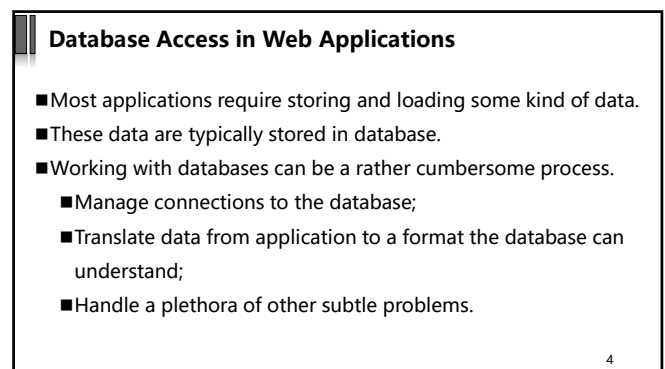 Database Access in Web Applications
■Most applications require storing and loading some kind of data.
■These data are typically stored in database.
■Working with databases can be a rather cumbersome process.
■Manage connections to the database;
■Translate data from application to a format the database can
understand;
■Handle a plethora of other subtle problems.
4